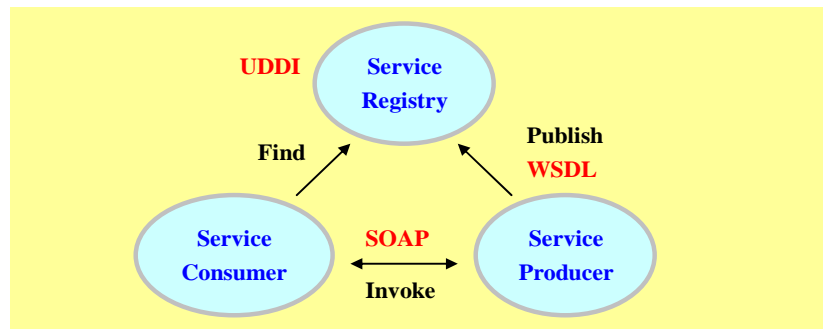 UDDI
Service
Registry
Find
Publish
WSDL
Service
Consumer
SOAP
Invoke
Service
Producer